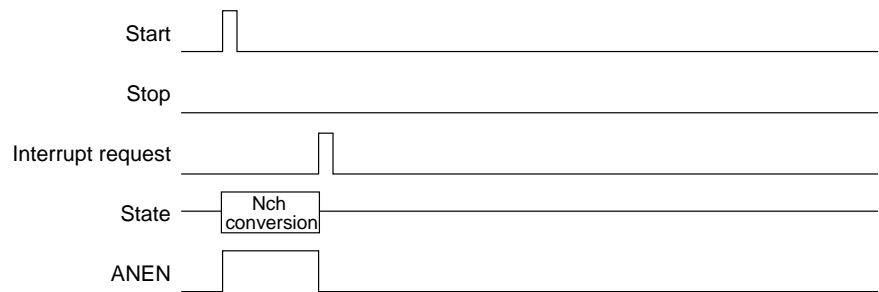 Start
Stop
Interrupt request
State
Nch
conversion
ANEN